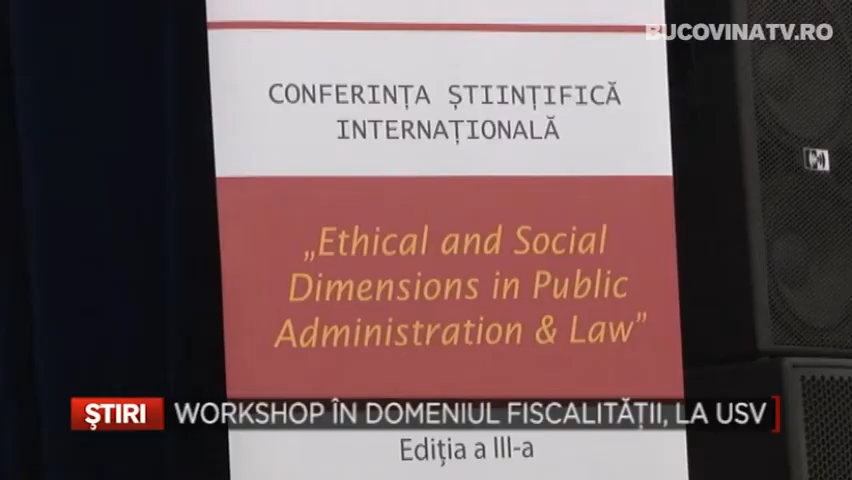 BUCOVINATV.RO
CONFERINȚA ȘTIINȚIFICĂ
INTERNAȚIONALĂ
„Ethical and Social
Dimensions in Public
Administration & Law”
ŞTIRI WORKSHOP ÎN DOMENIUL FISCALITĂȚII, LA USV
Ediția a III-a